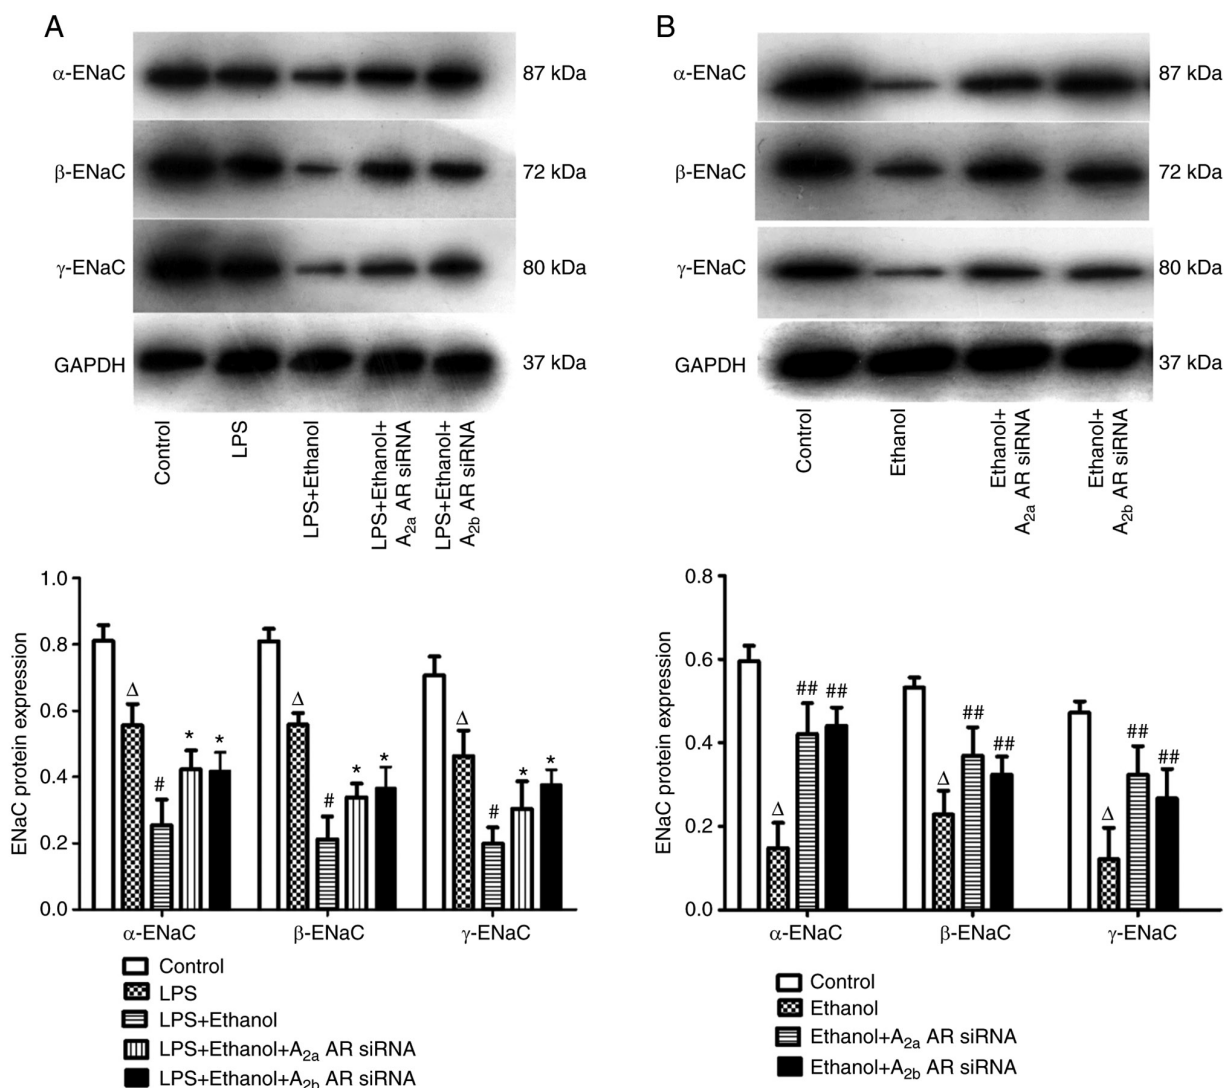 A
α-ENaC
87 kDa
β-ENaC
72 kDa
γ-ENaC
80 kDa
GAPDH
37 kDa
Control
LPS
LPS+Ethanol
LPS+Ethanol+
A2a AR siRNA
LPS+Ethanol+
A2b AR siRNA
ENaC protein expression
1.0
0.8
0.6
0.4
0.2
0.0
Δ
#
*
*
Δ
#
*
*
Δ
#
*
*
α-ENaC
β-ENaC
γ-ENaC
Control
LPS
LPS+Ethanol
LPS+Ethanol+A2a AR siRNA
LPS+Ethanol+A2b AR siRNA
B
α-ENaC
87 kDa
β-ENaC
72 kDa
γ-ENaC
80 kDa
GAPDH
37 kDa
Control
Ethanol
Ethanol+
A2a AR siRNA
Ethanol+
A2b AR siRNA
ENaC protein expression
0.8
0.6
0.4
0.2
0.0
Δ
##
##
Δ
##
##
Δ
##
##
α-ENaC
β-ENaC
γ-ENaC
Control
Ethanol
Ethanol+A2a AR siRNA
Ethanol+A2b AR siRNA